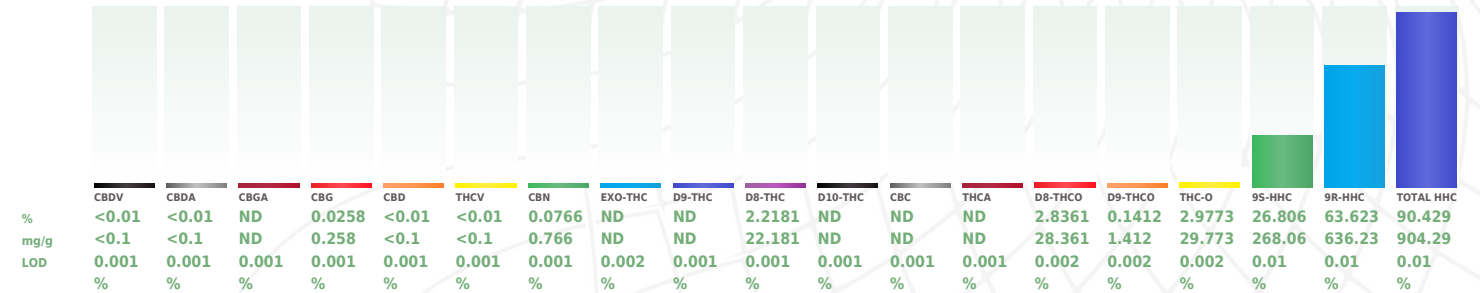 CBDV CBDA CBGA CBG CBD THCV CBN EXO-THC D9-THC D8-THC D10-THC CBC THCA D8-THCO D9-THCO THC-O 9S-HHC 9R-HHC TOTAL HHC
% <0.01 <0.01 ND 0.0258 <0.01 <0.01 0.0766 ND ND 2.2181 ND ND ND 2.8361 0.1412 2.9773 26.806 63.623 90.429
mg/g <0.1 <0.1 ND 0.258 <0.1 <0.1 0.766 ND ND 22.181 ND ND ND 28.361 1.412 29.773 268.06 636.23 904.29
LOD 0.001 0.001 0.001 0.001 0.001 0.001 0.001 0.002 0.001 0.001 0.001 0.001 0.001 0.002 0.002 0.002 0.01 0.01 0.01
% % % % % % % % % % % % % % % % % % %